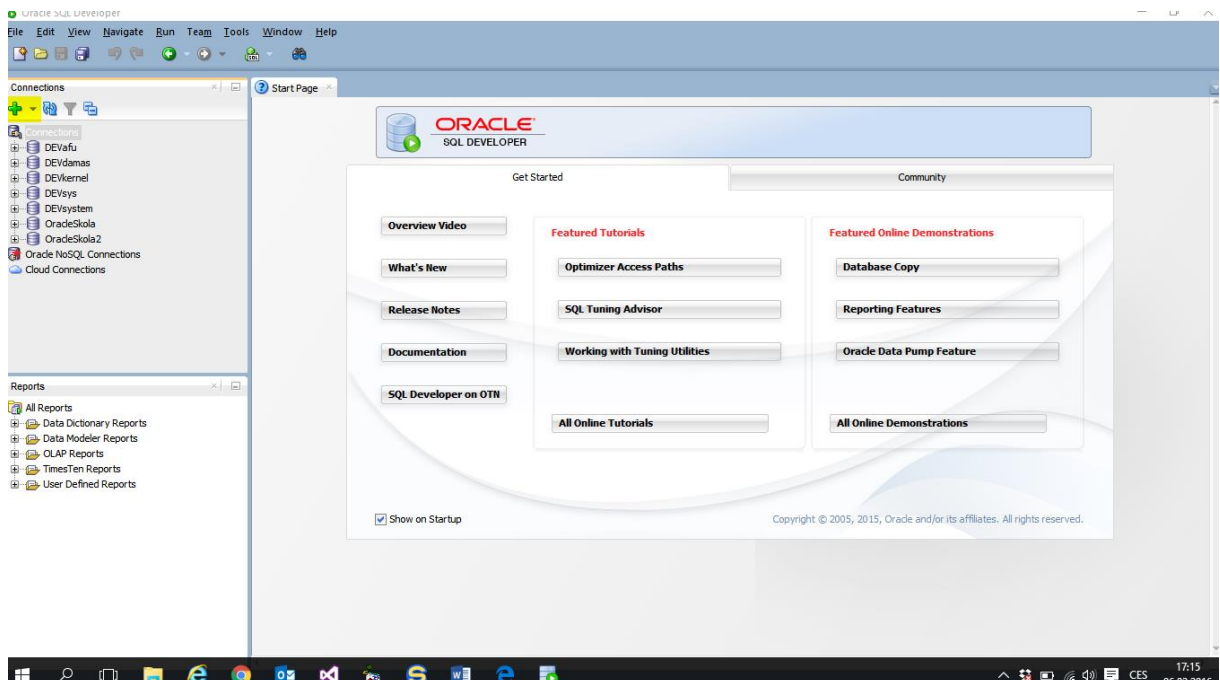 Oracle SQL Developer
File Edit View Navigate Run Team Tools Window Help
Connections
Start Page
Connections
DEVafu
DEVdamas
DEVkernel
DEVsys
DEVsystem
OracleSkola
OracleSkola2
Oracle NoSQL Connections
Cloud Connections
Reports
All Reports
Data Dictionary Reports
Data Modeler Reports
OLAP Reports
TimesTen Reports
User Defined Reports
ORACLE
SQL DEVELOPER
Get Started
Community
Overview Video
What's New
Release Notes
Documentation
SQL Developer on OTN
Featured Tutorials
Optimizer Access Paths
SQL Tuning Advisor
Working with Tuning Utilities
All Online Tutorials
Featured Online Demonstrations
Database Copy
Reporting Features
Oracle Data Pump Feature
All Online Demonstrations
Show on Startup
Copyright © 2005, 2015, Oracle and/or its affiliates. All rights reserved.
CES
17:15